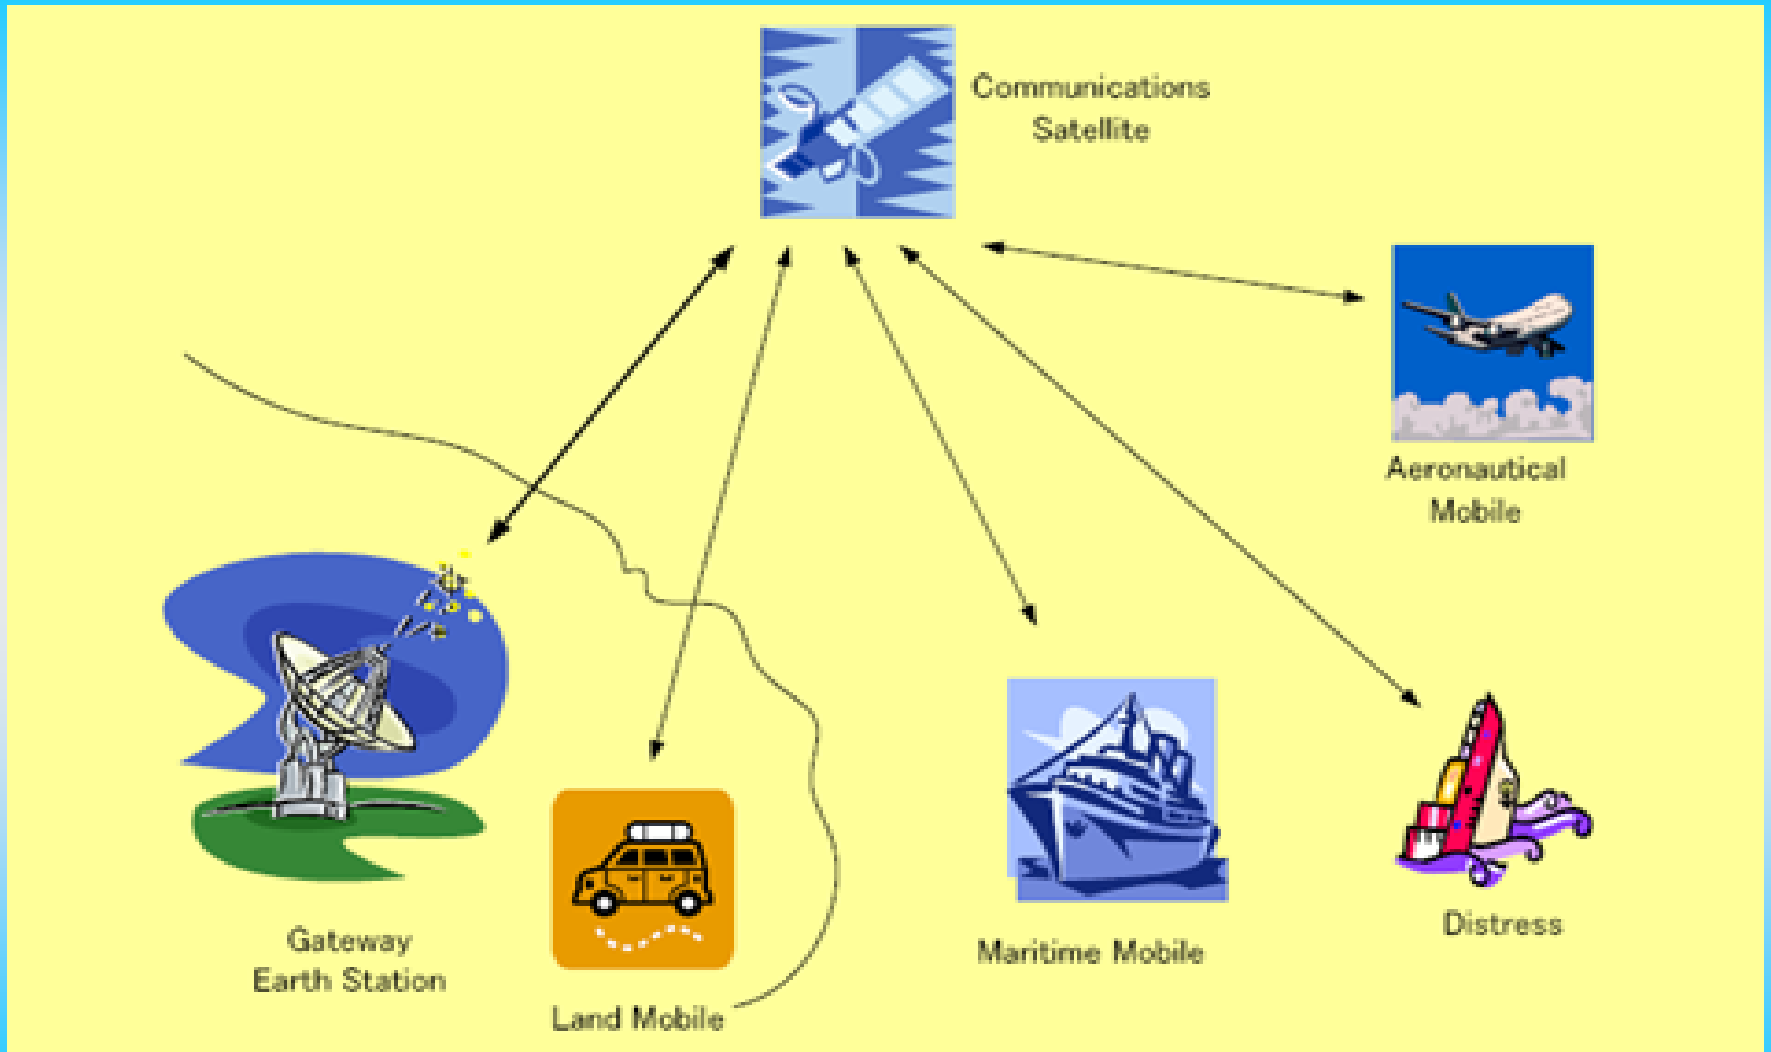 Communications
Satellite
Aeronautical
Mobile
Gateway
Earth Station
Land Mobile
Maritime Mobile
Distress